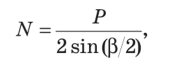 N = P / 2 sin (β/2),